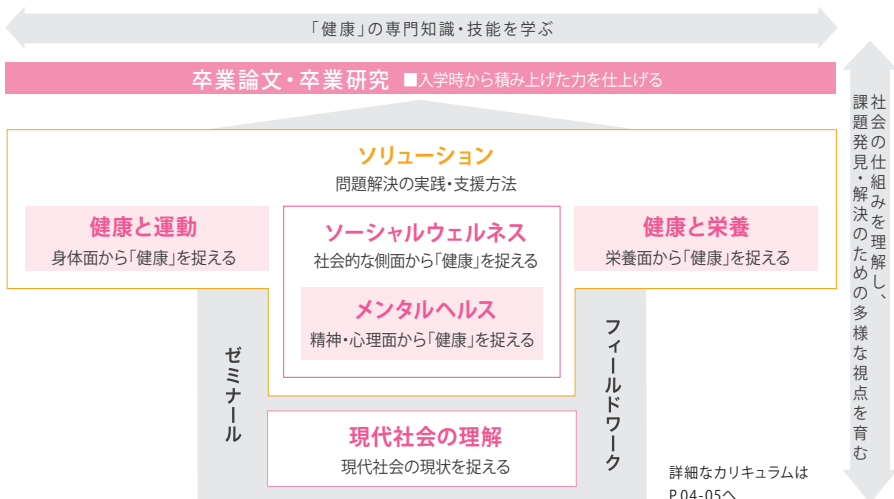 「健康」の専門知識・技能を学ぶ
卒業論文・卒業研究 ■入学時から積み上げた力を仕上げる
ソリューション
問題解決の実践・支援方法
健康と運動
身体面から「健康」を捉える
ソーシャルウェルネス
社会的な側面から「健康」を捉える
健康と栄養
栄養面から「健康」を捉える
メンタルヘルス
精神・心理面から「健康」を捉える
ゼミナール
フィールドワーク
現代社会の理解
現代社会の現状を捉える
社会の仕組みを理解し、
課題発見・解決のための多様な視点を育む
詳細なカリキュラムは
P04-05へ